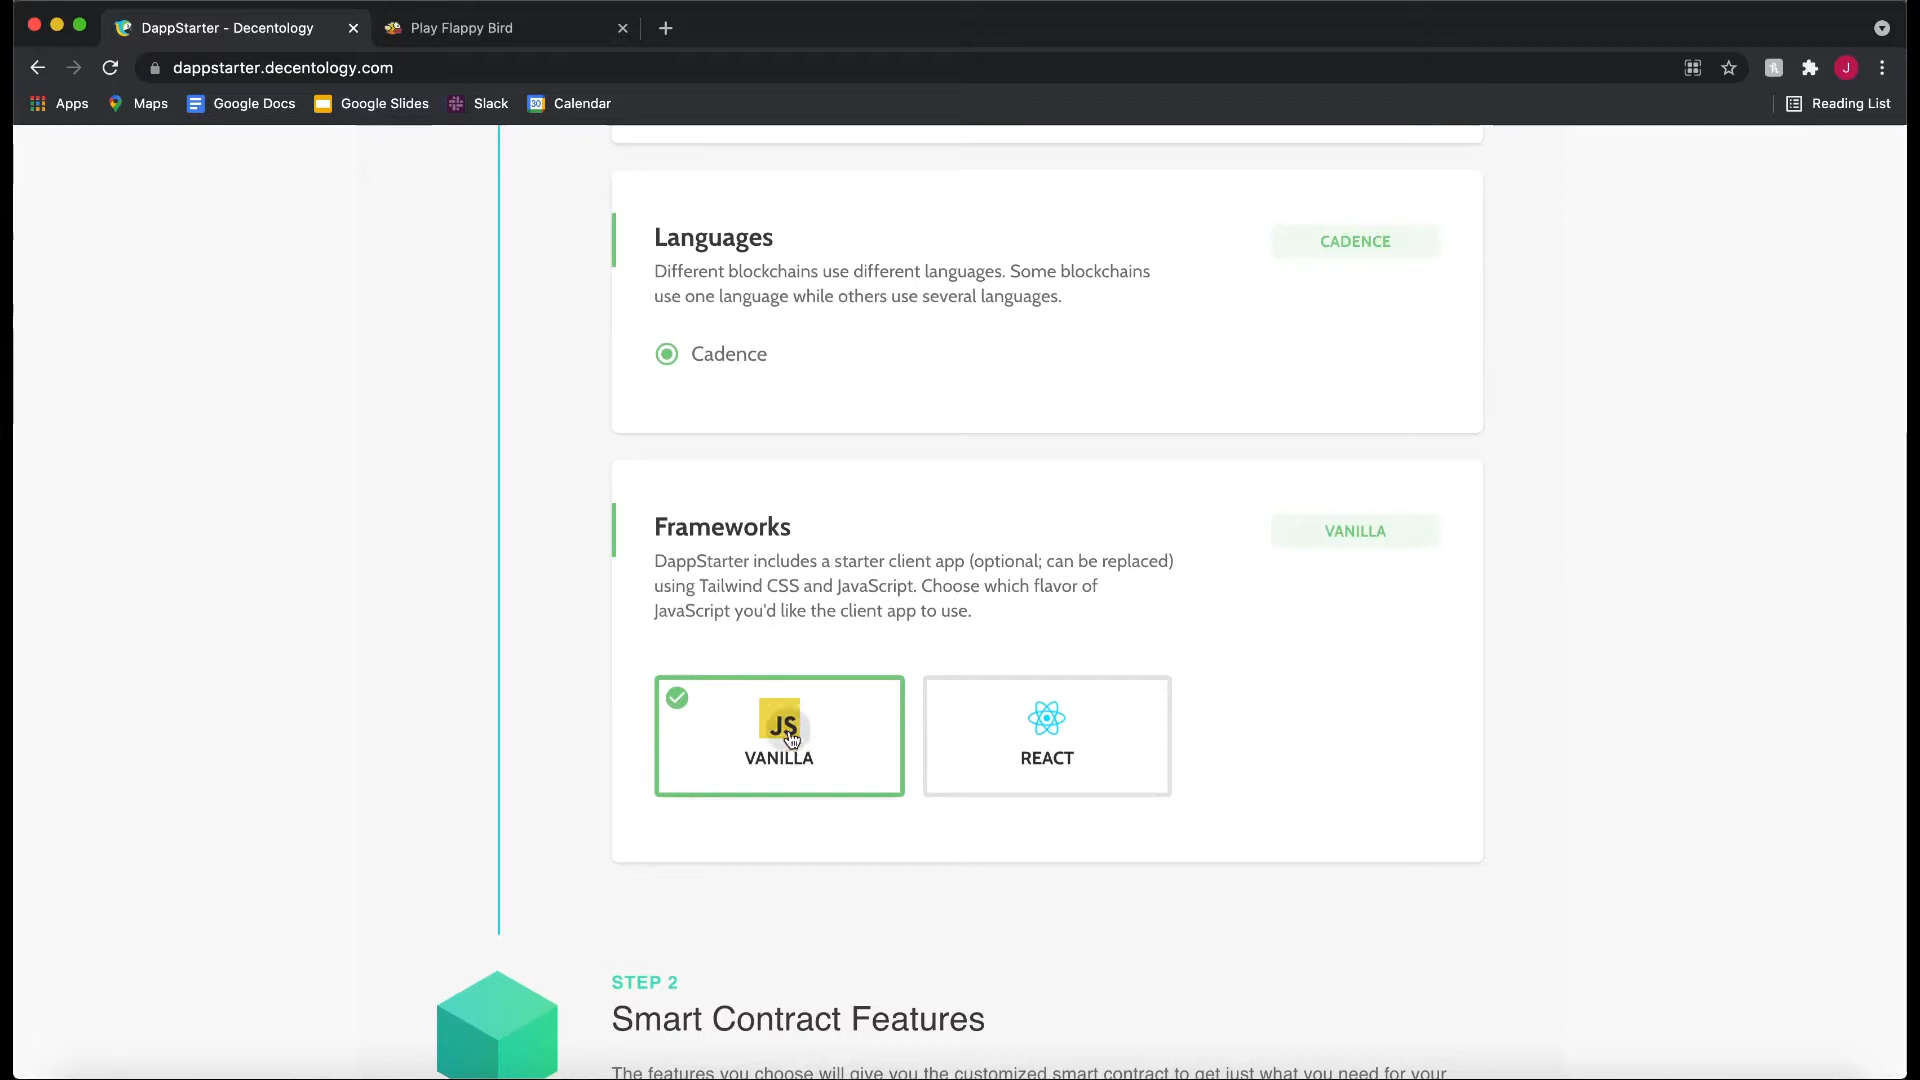 DappStarter - Decentology
Play Flappy Bird
dappstarter.decentology.com
J
Apps
Maps
Google Docs
Google Slides
Slack
30
Calendar
Reading List
Languages
CADENCE
Different blockchains use different languages. Some blockchains
use one language while others use several languages.
Cadence
Frameworks
VANILLA
DappStarter includes a starter client app (optional; can be replaced)
using Tailwind CSS and JavaScript. Choose which flavor of
JavaScript you'd like the client app to use.
JS
VANILLA
REACT
STEP 2
Smart Contract Features
The features you choose will give you the customized smart contract to get just what you need for your